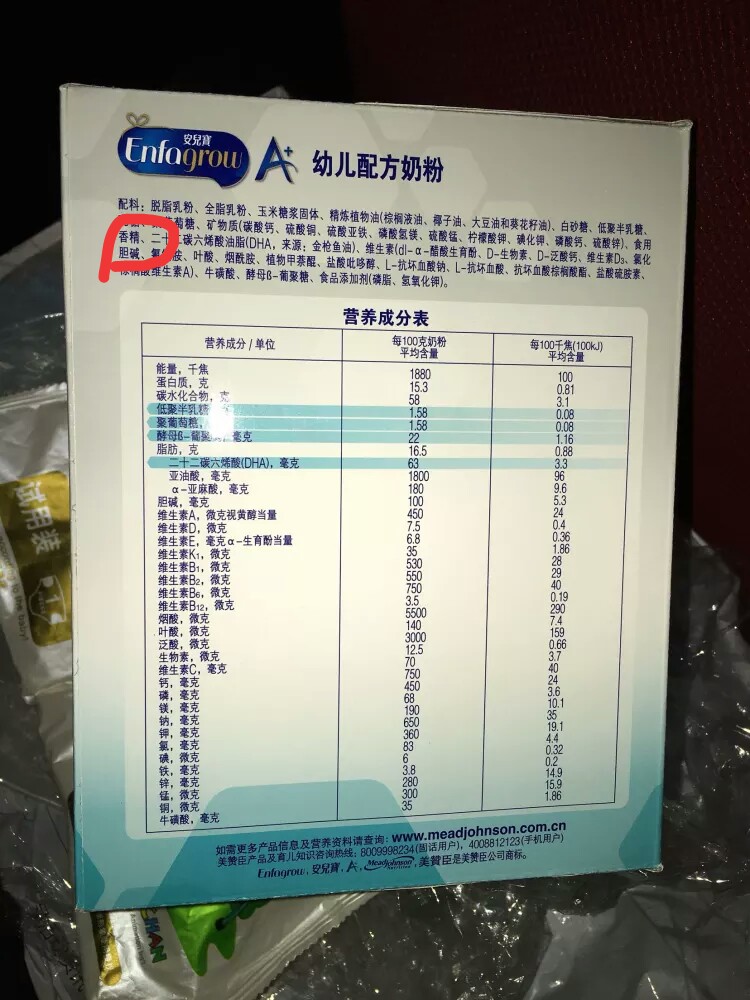 安兒寶
Enfagrow A+ 幼儿配方奶粉
配料：脱脂乳粉、全脂乳粉、玉米糖浆固体、精炼植物油(棕榈液油、椰子油、大豆油和葵花籽油)、白砂糖、低聚半乳糖、
葡萄糖、矿物质(碳酸钙、硫酸铜、硫酸亚铁、磷酸氢镁、硫酸锰、柠檬酸钾、碘化钾、磷酸钙、硫酸锌)、食用
香精、二十二碳六烯酸油脂(DHA，来源：金枪鱼油)、维生素(dl-α-醋酸生育酚、D-生物素、D-泛酸钙、维生素D₃、氯化
胆碱、氰 胺、叶酸、烟酰胺、植物甲萘醌、盐酸吡哆醇、L-抗坏血酸钠、L-抗坏血酸、抗坏血酸棕榈酸酯、盐酸硫胺素、
棕榈酸维生素A)、牛磺酸、酵母β-葡聚糖、食品添加剂(磷脂、氢氧化钾)。
营养成分表
营养成分/单位 每100克奶粉平均含量 每100千焦(100kJ)平均含量
能量，千焦 1880 100
蛋白质，克 15.3 0.81
碳水化合物，克 58 3.1
低聚半乳糖 1.58 0.08
聚葡萄糖， 1.58 0.08
酵母β-葡聚 ，毫克 22 1.16
脂肪，克 16.5 0.88
二十二碳六烯酸(DHA)，毫克 63 3.3
亚油酸，毫克 1800 96
α-亚麻酸，毫克 180 9.6
胆碱，毫克 100 5.3
维生素A，微克视黄醇当量 450 24
维生素D，微克 7.5 0.4
维生素E，毫克α-生育酚当量 6.8 0.36
维生素K₁，微克 35 1.86
维生素B₁，微克 530 28
维生素B₂，微克 550 29
维生素B₆，微克 750 40
维生素B₁₂，微克 3.5 0.19
烟酸，微克 5500 290
叶酸，微克 140 7.4
泛酸，微克 3000 159
生物素，微克 12.5 0.66
维生素C，毫克 70 3.7
钙，毫克 750 40
磷，毫克 450 24
镁，毫克 68 3.6
钠，毫克 190 10.1
钾，毫克 650 35
氯，毫克 360 19.1
碘，微克 83 4.4
铁，毫克 6 0.32
锌，毫克 3.8 0.2
锰，微克 280 14.9
铜，微克 300 15.9
牛磺酸，毫克 35 1.86
如需更多产品信息及营养资料请查询：www.meadjohnson.com.cn
美赞臣产品及育儿知识咨询热线：8009998234(固话用户)，4008812123(手机用户)
Enfagrow，安兒寶，A+，MeadJohnson Nutrition，美赞臣是美赞臣公司商标。
试用装